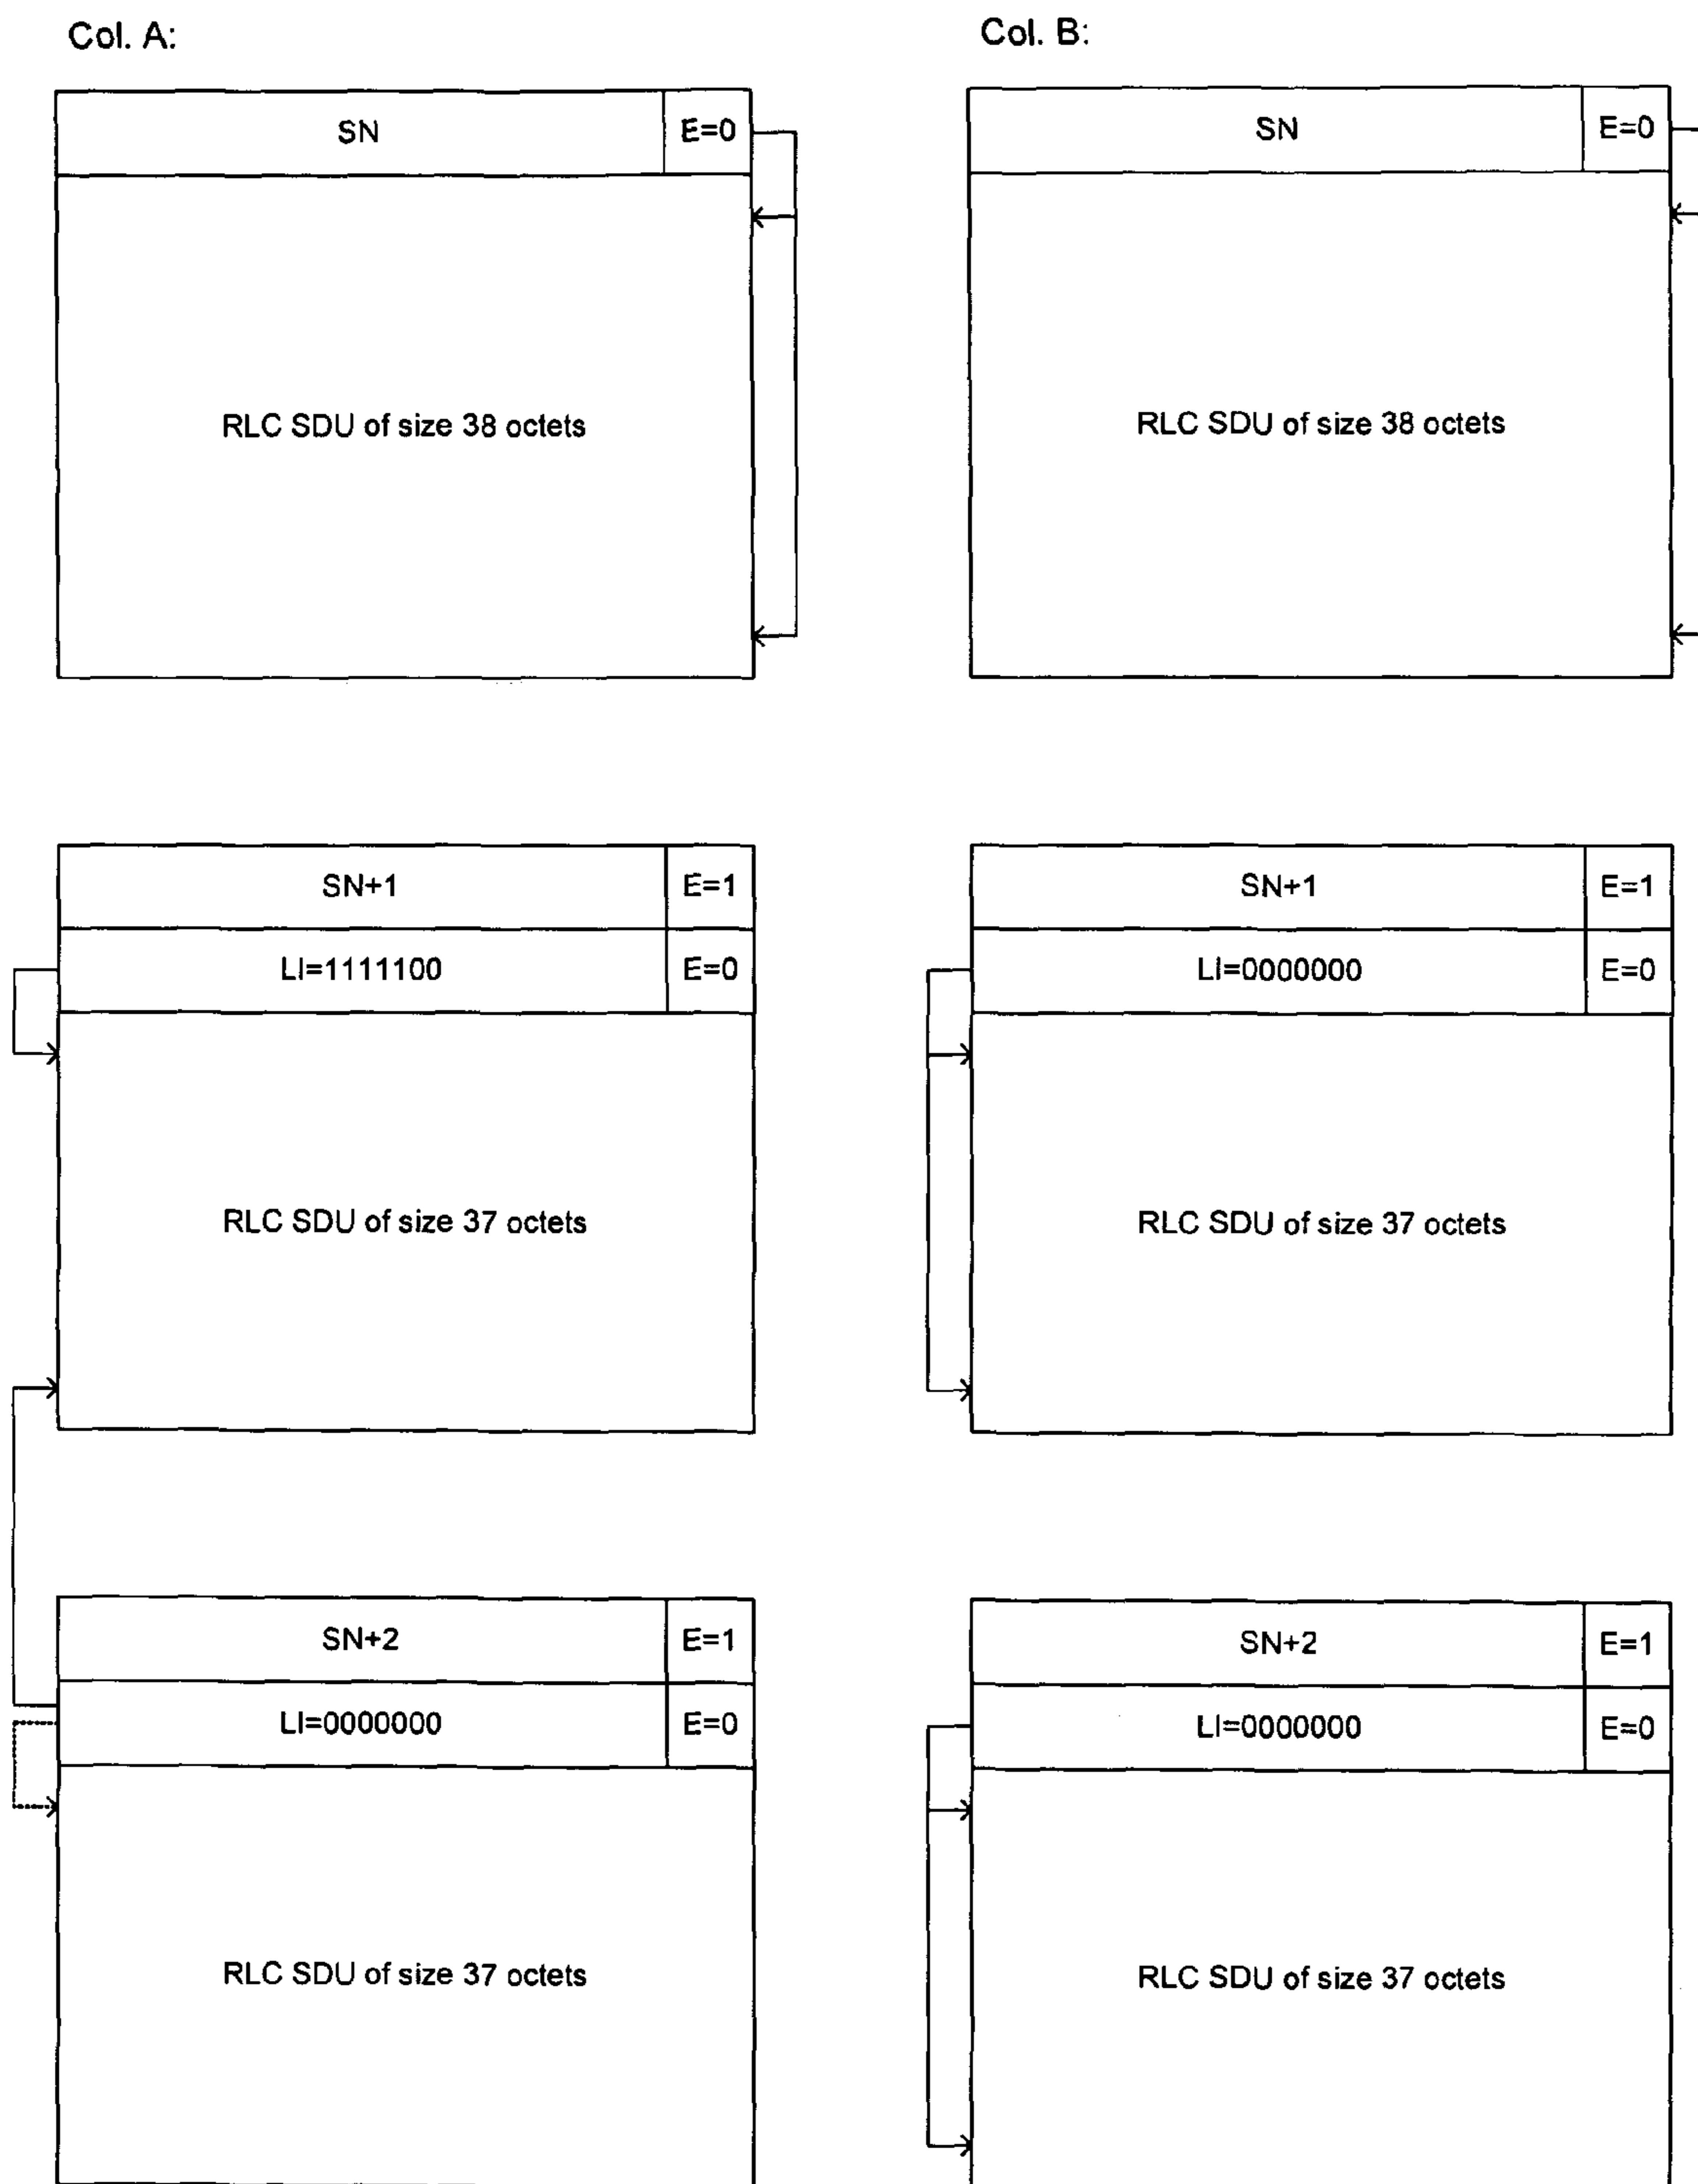 Col. A:
SN E=0
RLC SDU of size 38 octets
SN+1 E=1
LI=1111100 E=0
RLC SDU of size 37 octets
SN+2 E=1
LI=0000000 E=0
RLC SDU of size 37 octets
Col. B:
SN E=0
RLC SDU of size 38 octets
SN+1 E=1
LI=0000000 E=0
RLC SDU of size 37 octets
SN+2 E=1
LI=0000000 E=0
RLC SDU of size 37 octets